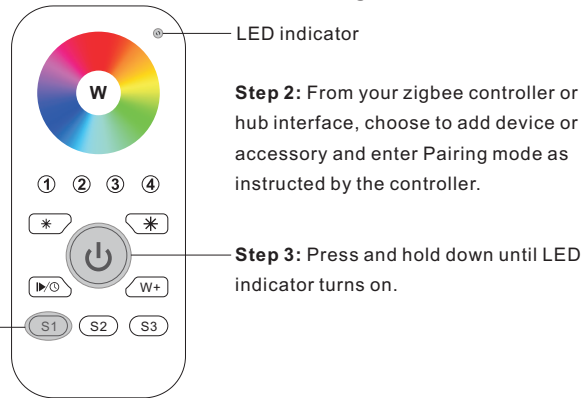 LED indicator
W
Step 2: From your zigbee controller or
hub interface, choose to add device or
accessory and enter Pairing mode as
instructed by the controller.
1 2 3 4
Step 3: Press and hold down until LED
indicator turns on.
W+
S1 S2 S3